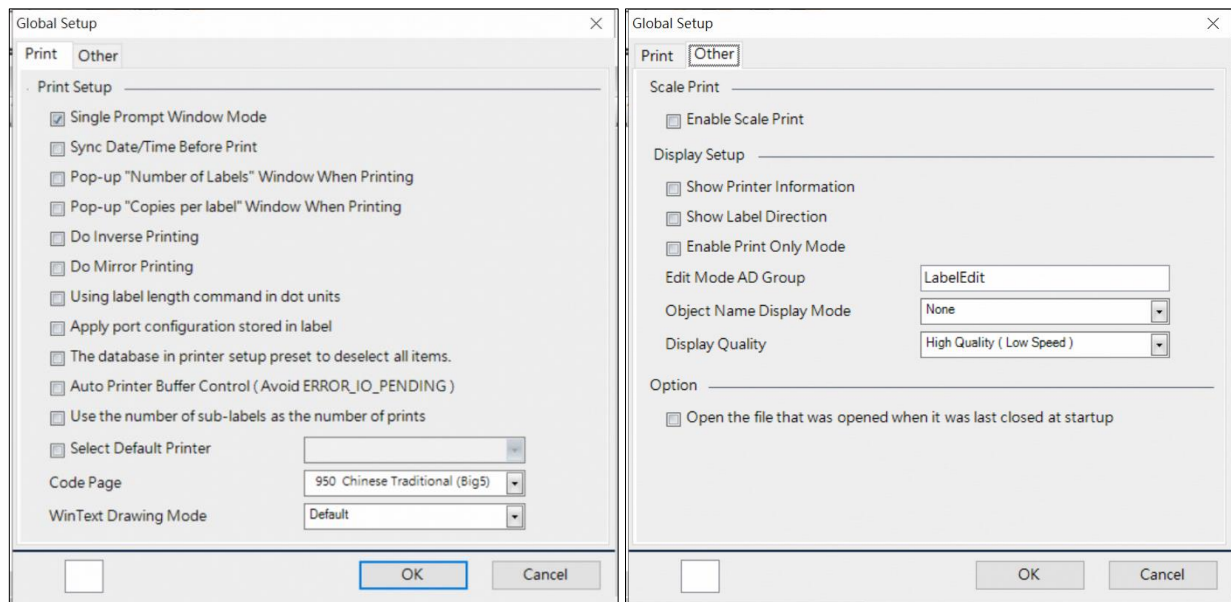 Global Setup
Print Other
Print Setup
Single Prompt Window Mode
Sync Date/Time Before Print
Pop-up "Number of Labels" Window When Printing
Pop-up "Copies per label" Window When Printing
Do Inverse Printing
Do Mirror Printing
Using label length command in dot units
Apply port configuration stored in label
The database in printer setup preset to deselect all items.
Auto Printer Buffer Control ( Avoid ERROR_IO_PENDING )
Use the number of sub-labels as the number of prints
Select Default Printer
Code Page 950 Chinese Traditional (Big5)
WinText Drawing Mode Default
OK Cancel
Global Setup
Print Other
Scale Print
Enable Scale Print
Display Setup
Show Printer Information
Show Label Direction
Enable Print Only Mode
Edit Mode AD Group LabelEdit
Object Name Display Mode None
Display Quality High Quality ( Low Speed )
Option
Open the file that was opened when it was last closed at startup
OK Cancel